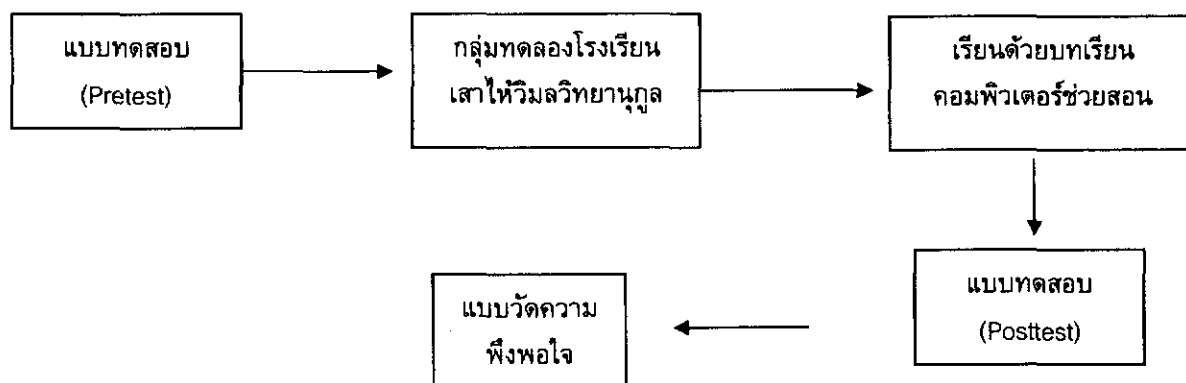 แบบทดสอบ
(Pretest)
กลุ่มทดลองโรงเรียน
เสาไห้วิมลวิทยานุกูล
เรียนด้วยบทเรียน
คอมพิวเตอร์ช่วยสอน
แบบทดสอบ
(Posttest)
แบบวัดความ
พึงพอใจ